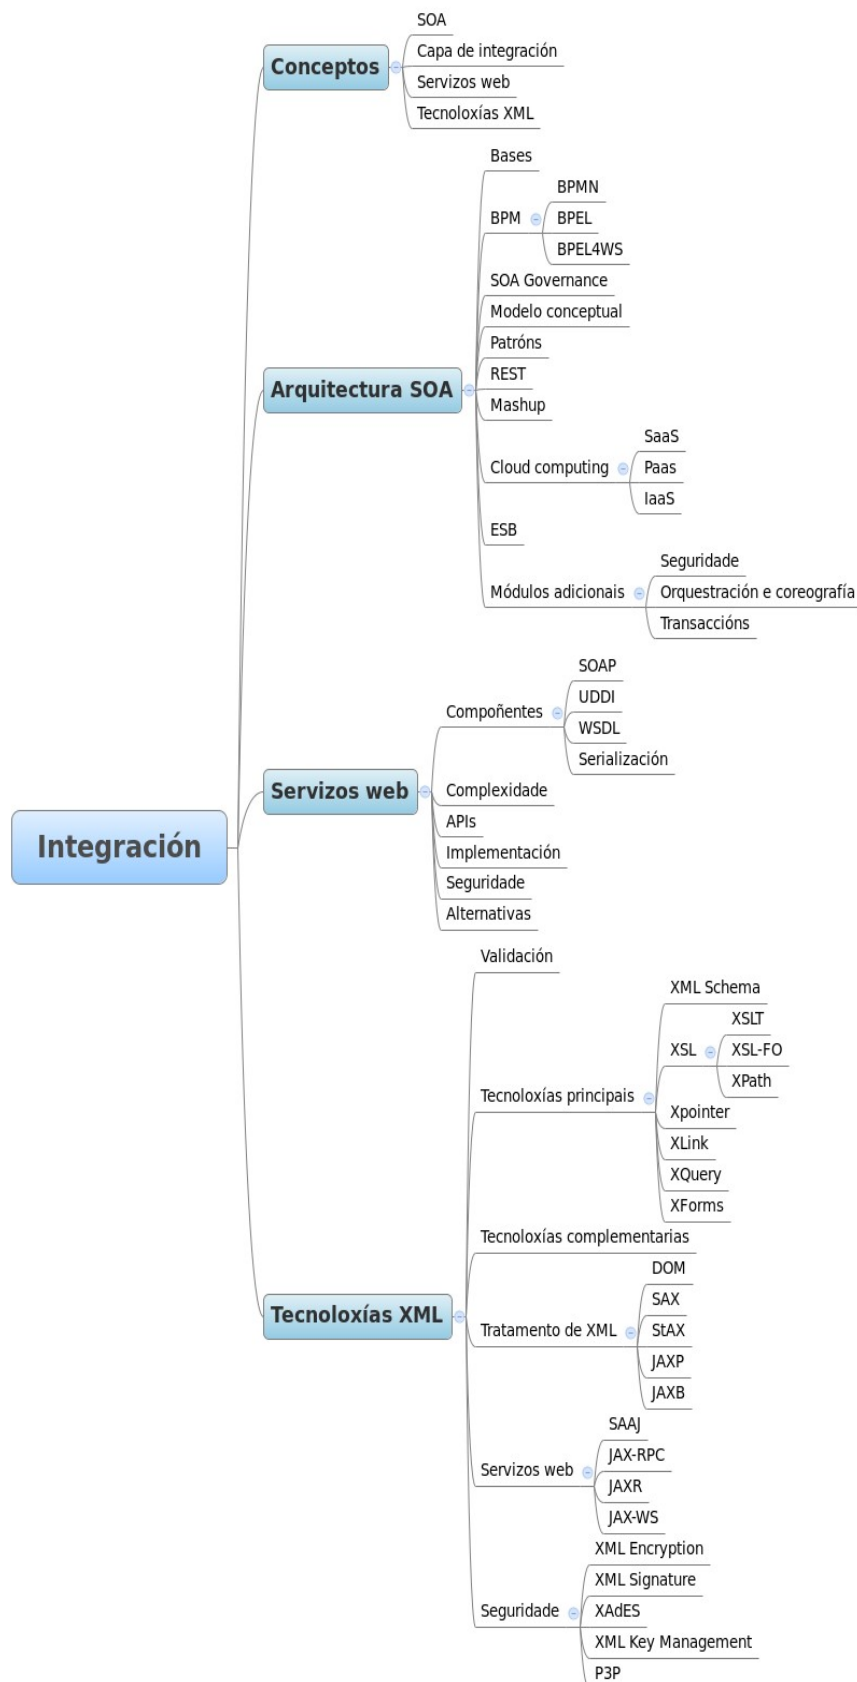 SOA
Conceptos
Capa de integración
Servizos web
Tecnoloxías XML
Bases
BPMN
BPM
BPEL
BPEL4WS
SOA Governance
Modelo conceptual
Patróns
REST
Arquitectura SOA
Mashup
SaaS
Cloud computing
Paas
IaaS
ESB
Seguridade
Módulos adicionais
Orquestración e coreografía
Transaccións
SOAP
UDDI
Compoñentes
WSDL
Serialización
Servizos web
Complexidade
APIs
Integración
Implementación
Seguridade
Alternativas
Validación
XML Schema
XSLT
XSL
XSL-FO
XPath
Tecnoloxías principais
Xpointer
XLink
XQuery
XForms
Tecnoloxías complementarias
DOM
SAX
Tecnoloxías XML
Tratamento de XML
StAX
JAXP
JAXB
SAAJ
JAX-RPC
Servizos web
JAXR
JAX-WS
XML Encryption
XML Signature
Seguridade
XAdES
XML Key Management
P3P